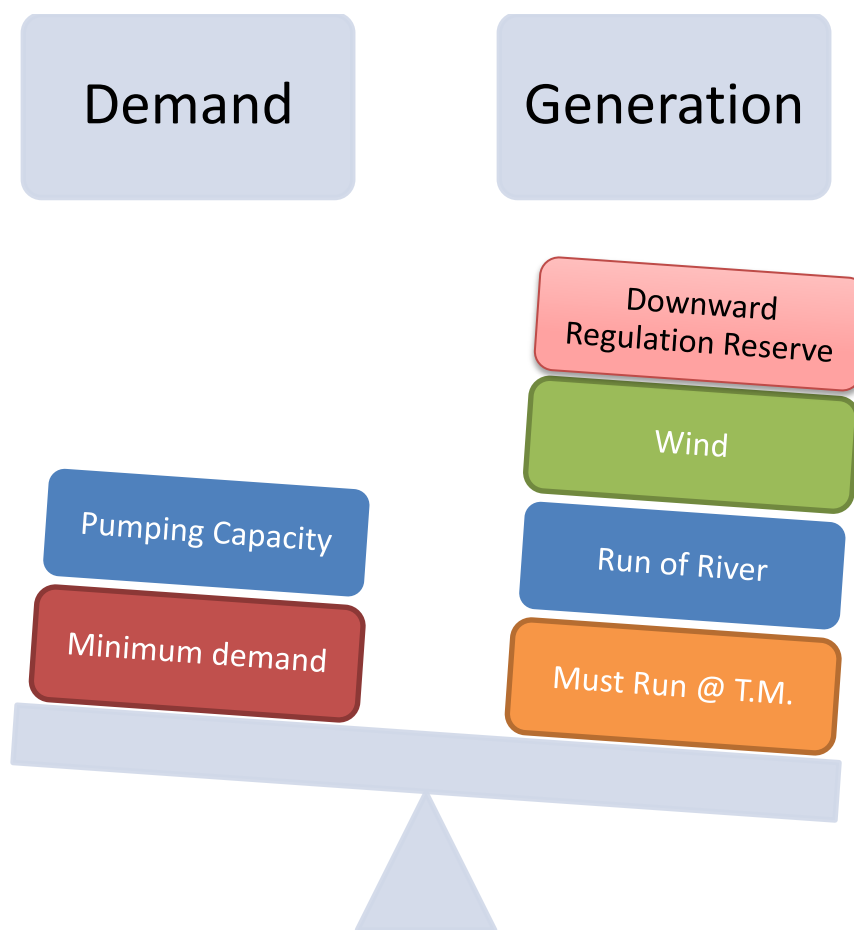 Demand
Generation
Downward
Regulation Reserve
Wind
Pumping Capacity
Run of River
Minimum demand
Must Run @ T.M.